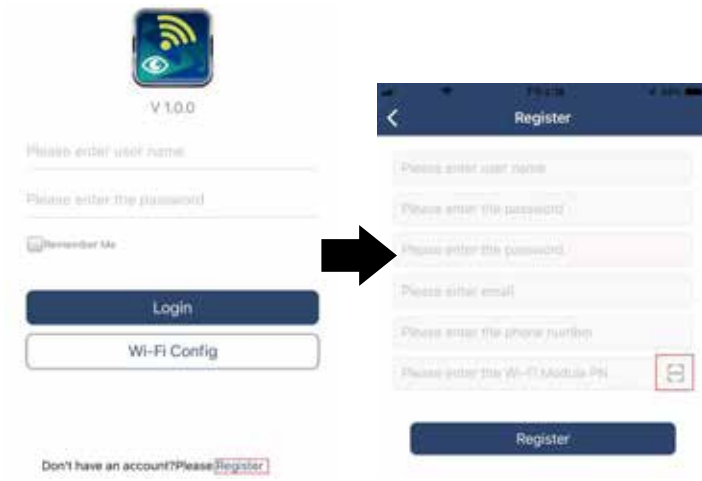 V 1.0.0
Please enter user name
Please enter the password
Remember Me
Login
Wi-Fi Config
Don't have an account?Please Register
Register
Please enter user name
Please enter the password
Please enter the password
Please enter email
Please enter the phone number
Please enter the Wi-Fi Module PN
Register